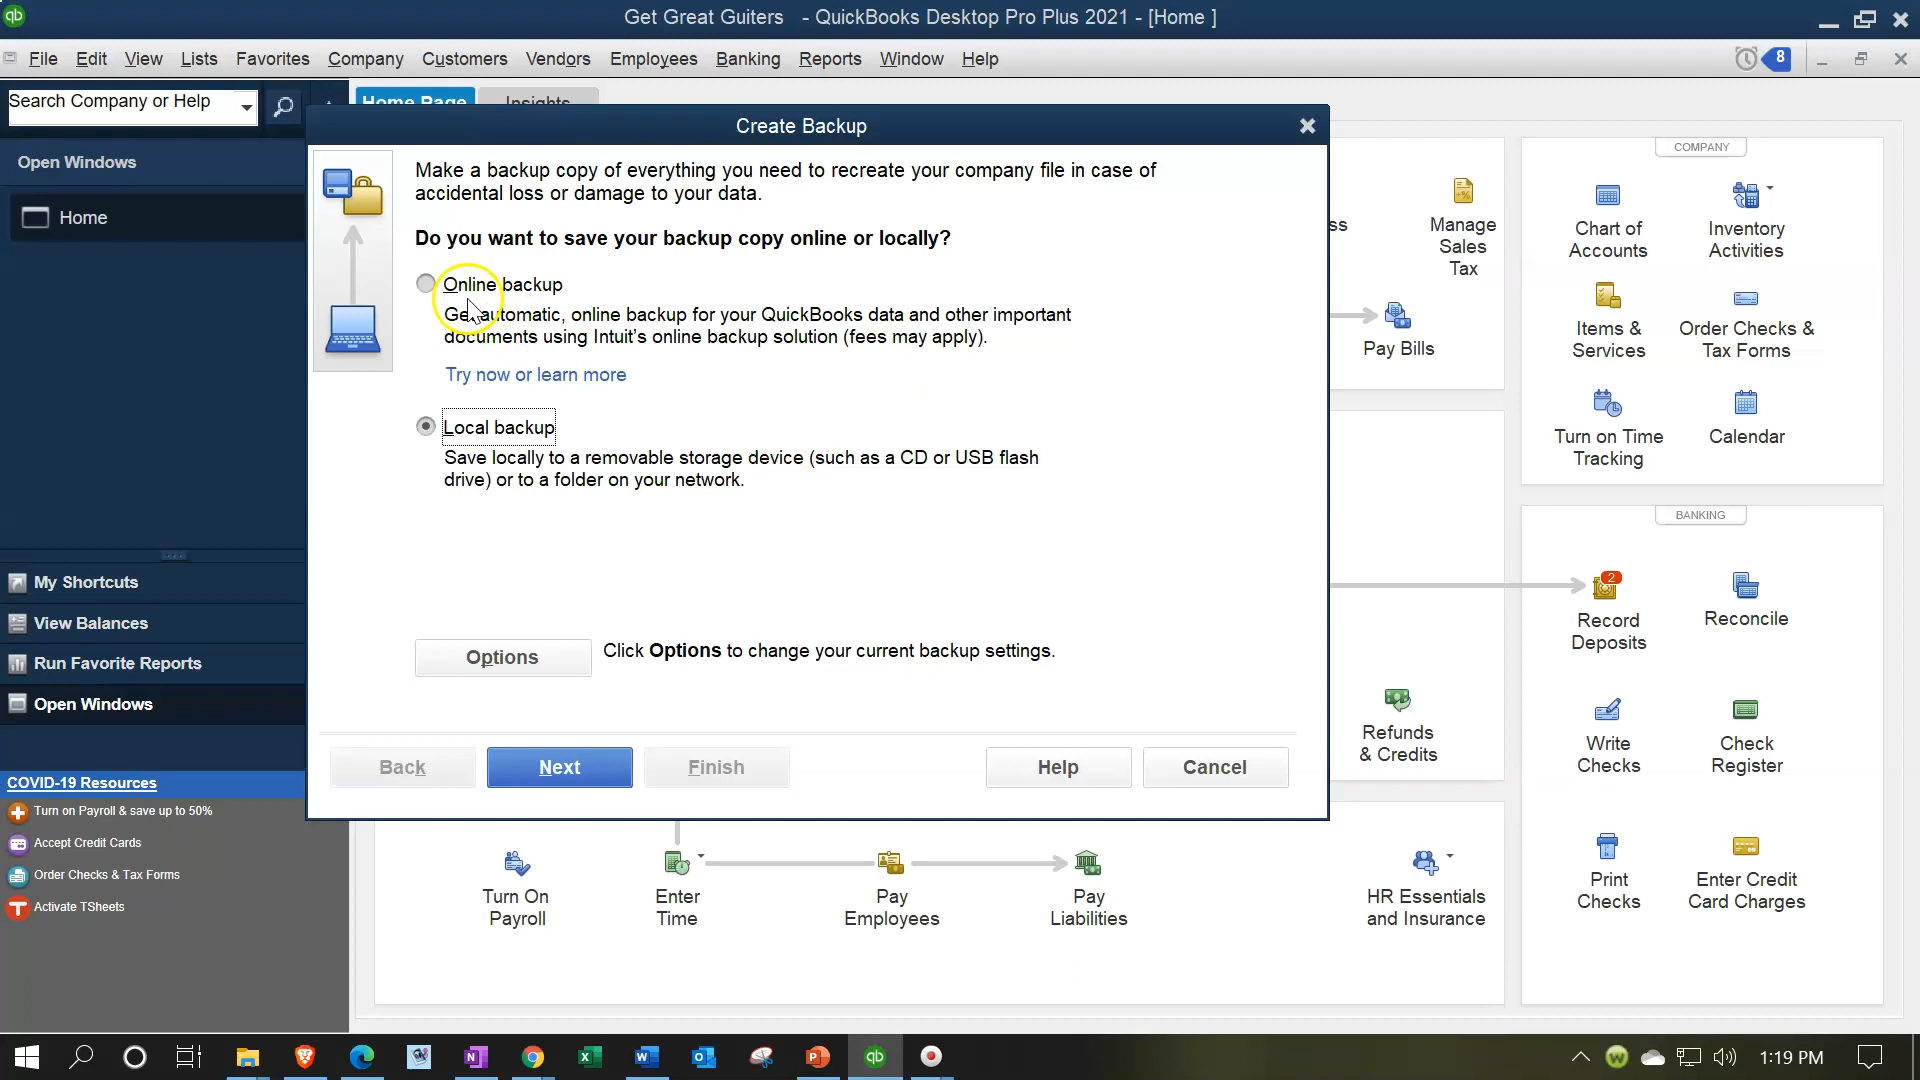 Get Great Guiters - QuickBooks Desktop Pro Plus 2021 - [Home ]
qb
File Edit View Lists Favorites Company Customers Vendors Employees Banking Reports Window Help
8
Search Company or Help
Home Page Insights
Open Windows
Home
My Shortcuts
View Balances
Run Favorite Reports
Open Windows
COVID-19 Resources
Turn on Payroll & save up to 50%
Accept Credit Cards
Order Checks & Tax Forms
Activate TSheets
Create Backup
Make a backup copy of everything you need to recreate your company file in case of
accidental loss or damage to your data.
Do you want to save your backup copy online or locally?
Online backup
Get automatic, online backup for your QuickBooks data and other important
documents using Intuit's online backup solution (fees may apply).
Try now or learn more
Local backup
Save locally to a removable storage device (such as a CD or USB flash
drive) or to a folder on your network.
Options Click Options to change your current backup settings.
Back Next Finish Help Cancel
ss
Manage
Sales
Tax
Pay Bills
Refunds
& Credits
COMPANY
Chart of
Accounts
Inventory
Activities
Items &
Services
Order Checks &
Tax Forms
Turn on Time
Tracking
Calendar
BANKING
2
Record
Deposits
Reconcile
Write
Checks
Check
Register
Print
Checks
Enter Credit
Card Charges
Turn On
Payroll
Enter
Time
Pay
Employees
Pay
Liabilities
HR Essentials
and Insurance
qb
1:19 PM